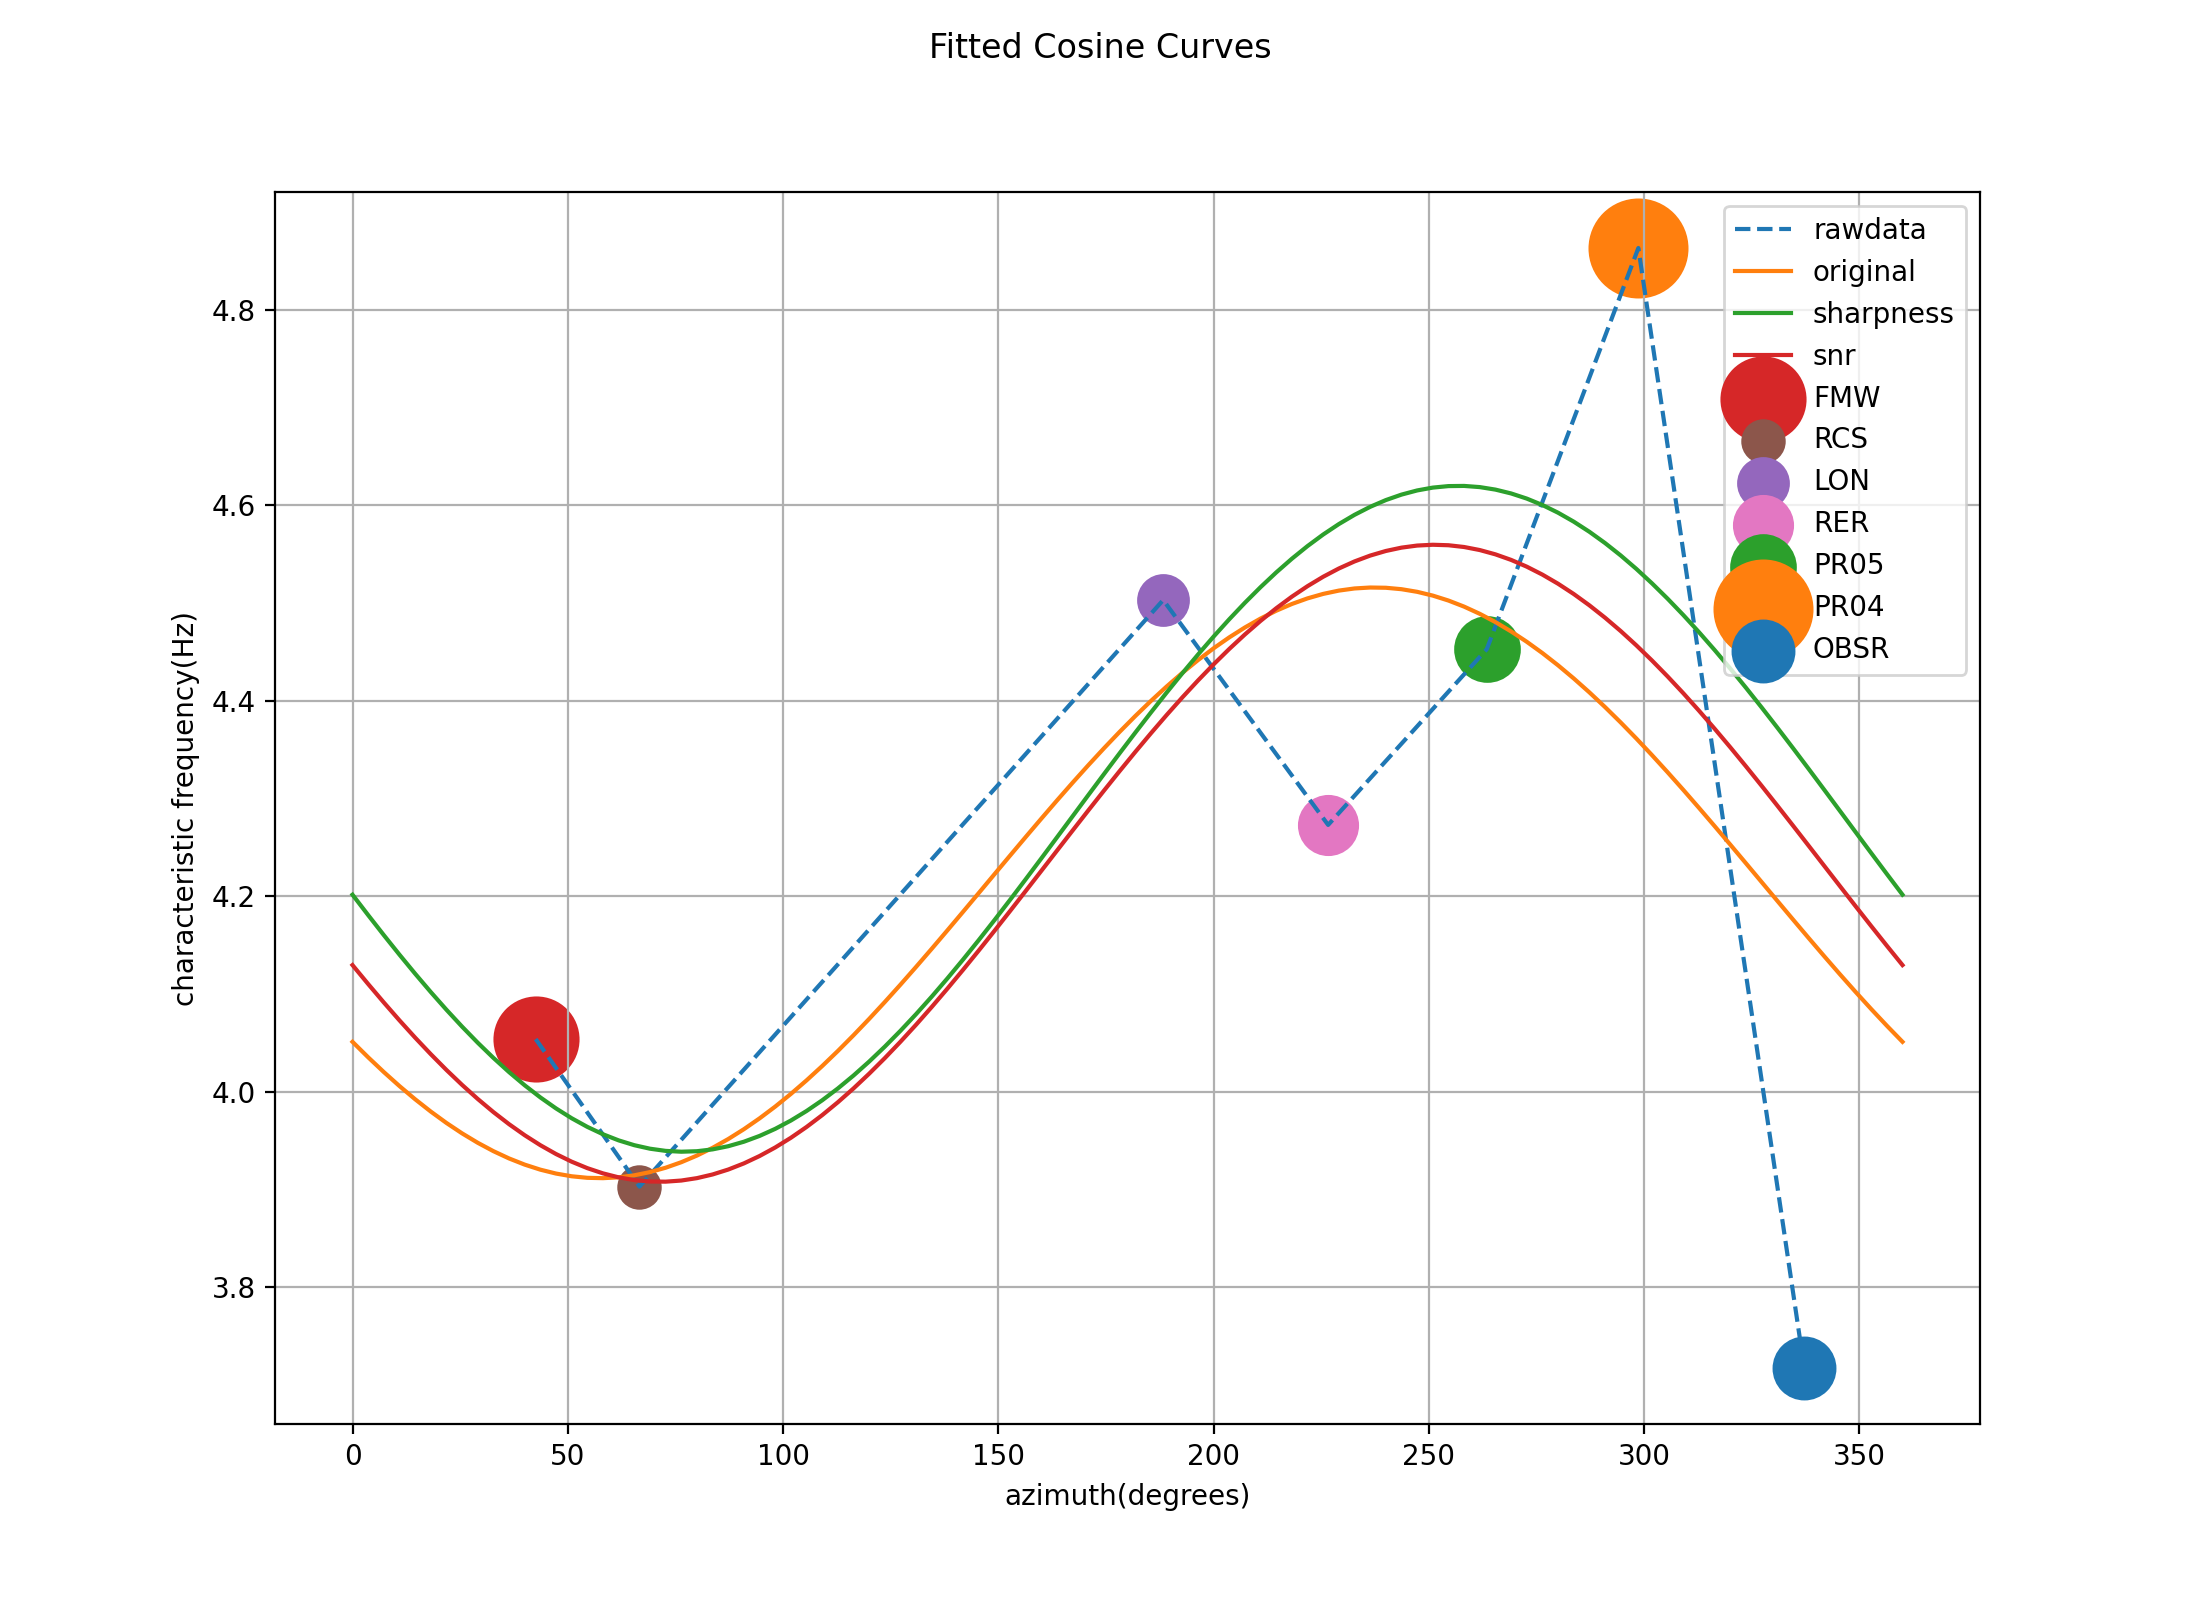 Fitted Cosine Curves
rawdata
original
sharpness
snr
FMW
RCS
LON
RER
PR05
PR04
OBSR
4.8
4.6
4.4
4.2
4.0
3.8
characteristic frequency(Hz)
0 50 100 150 200 250 300 350
azimuth(degrees)